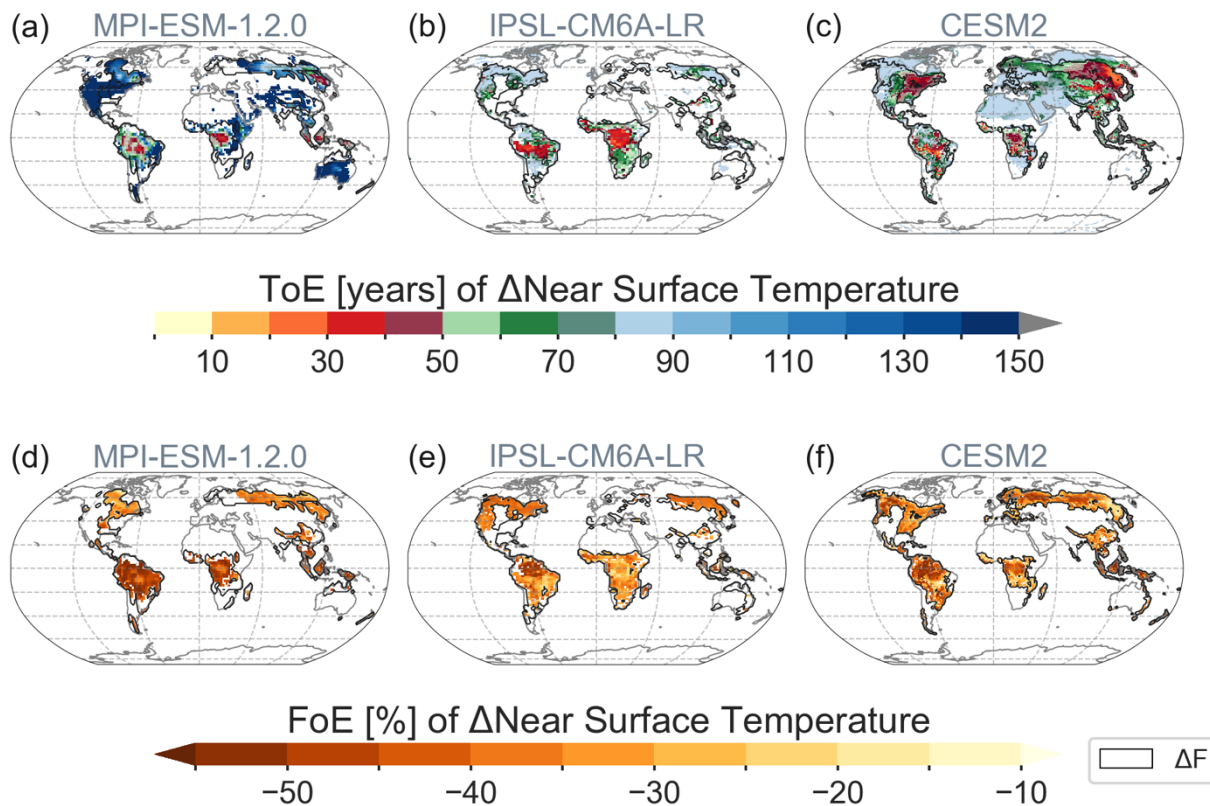 (a) MPI-ESM-1.2.0 (b) IPSL-CM6A-LR (c) CESM2
ToE [years] of ΔNear Surface Temperature
10 30 50 70 90 110 130 150
(d) MPI-ESM-1.2.0 (e) IPSL-CM6A-LR (f) CESM2
FoE [%] of ΔNear Surface Temperature
ΔF
−50 −40 −30 −20 −10